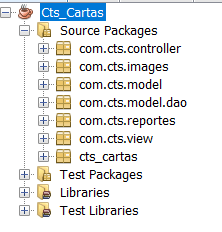 Cts_Cartas
Source Packages
com.cts.controller
com.cts.images
com.cts.model
com.cts.model.dao
com.cts.reportes
com.cts.view
cts_cartas
Test Packages
Libraries
Test Libraries